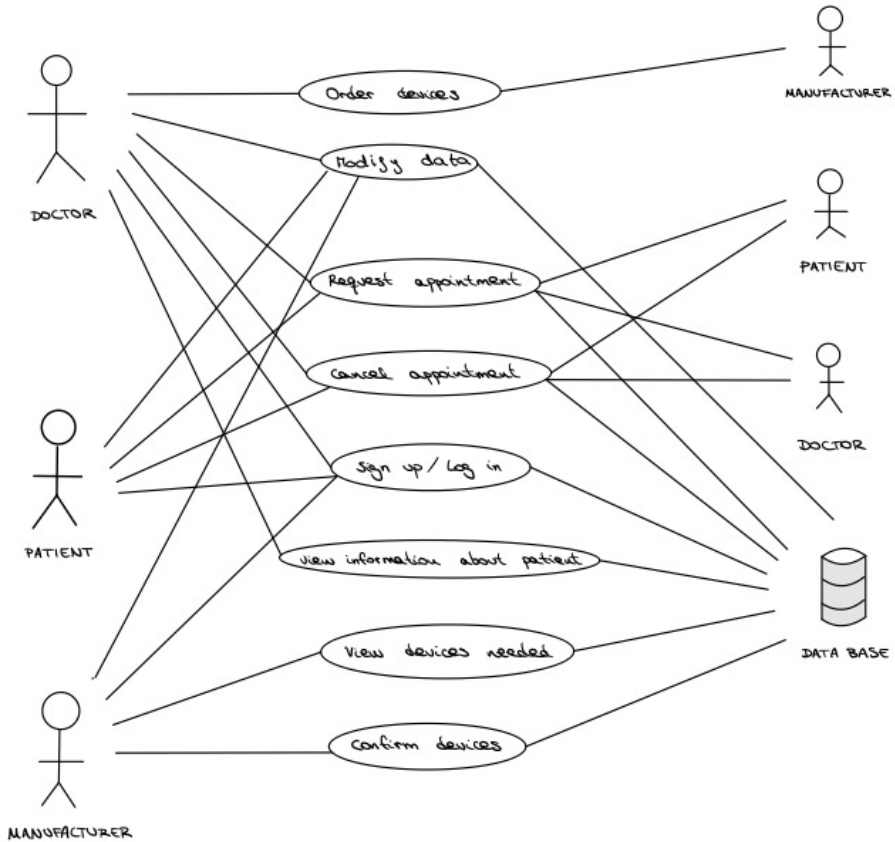 Order devices
MANUFACTURER
Modify data
DOCTOR
PATIENT
Request appointment
Cancel appointment
DOCTOR
Sign up / Log in
PATIENT
View information about patient
View devices needed
DATA BASE
Confirm devices
MANUFACTURER